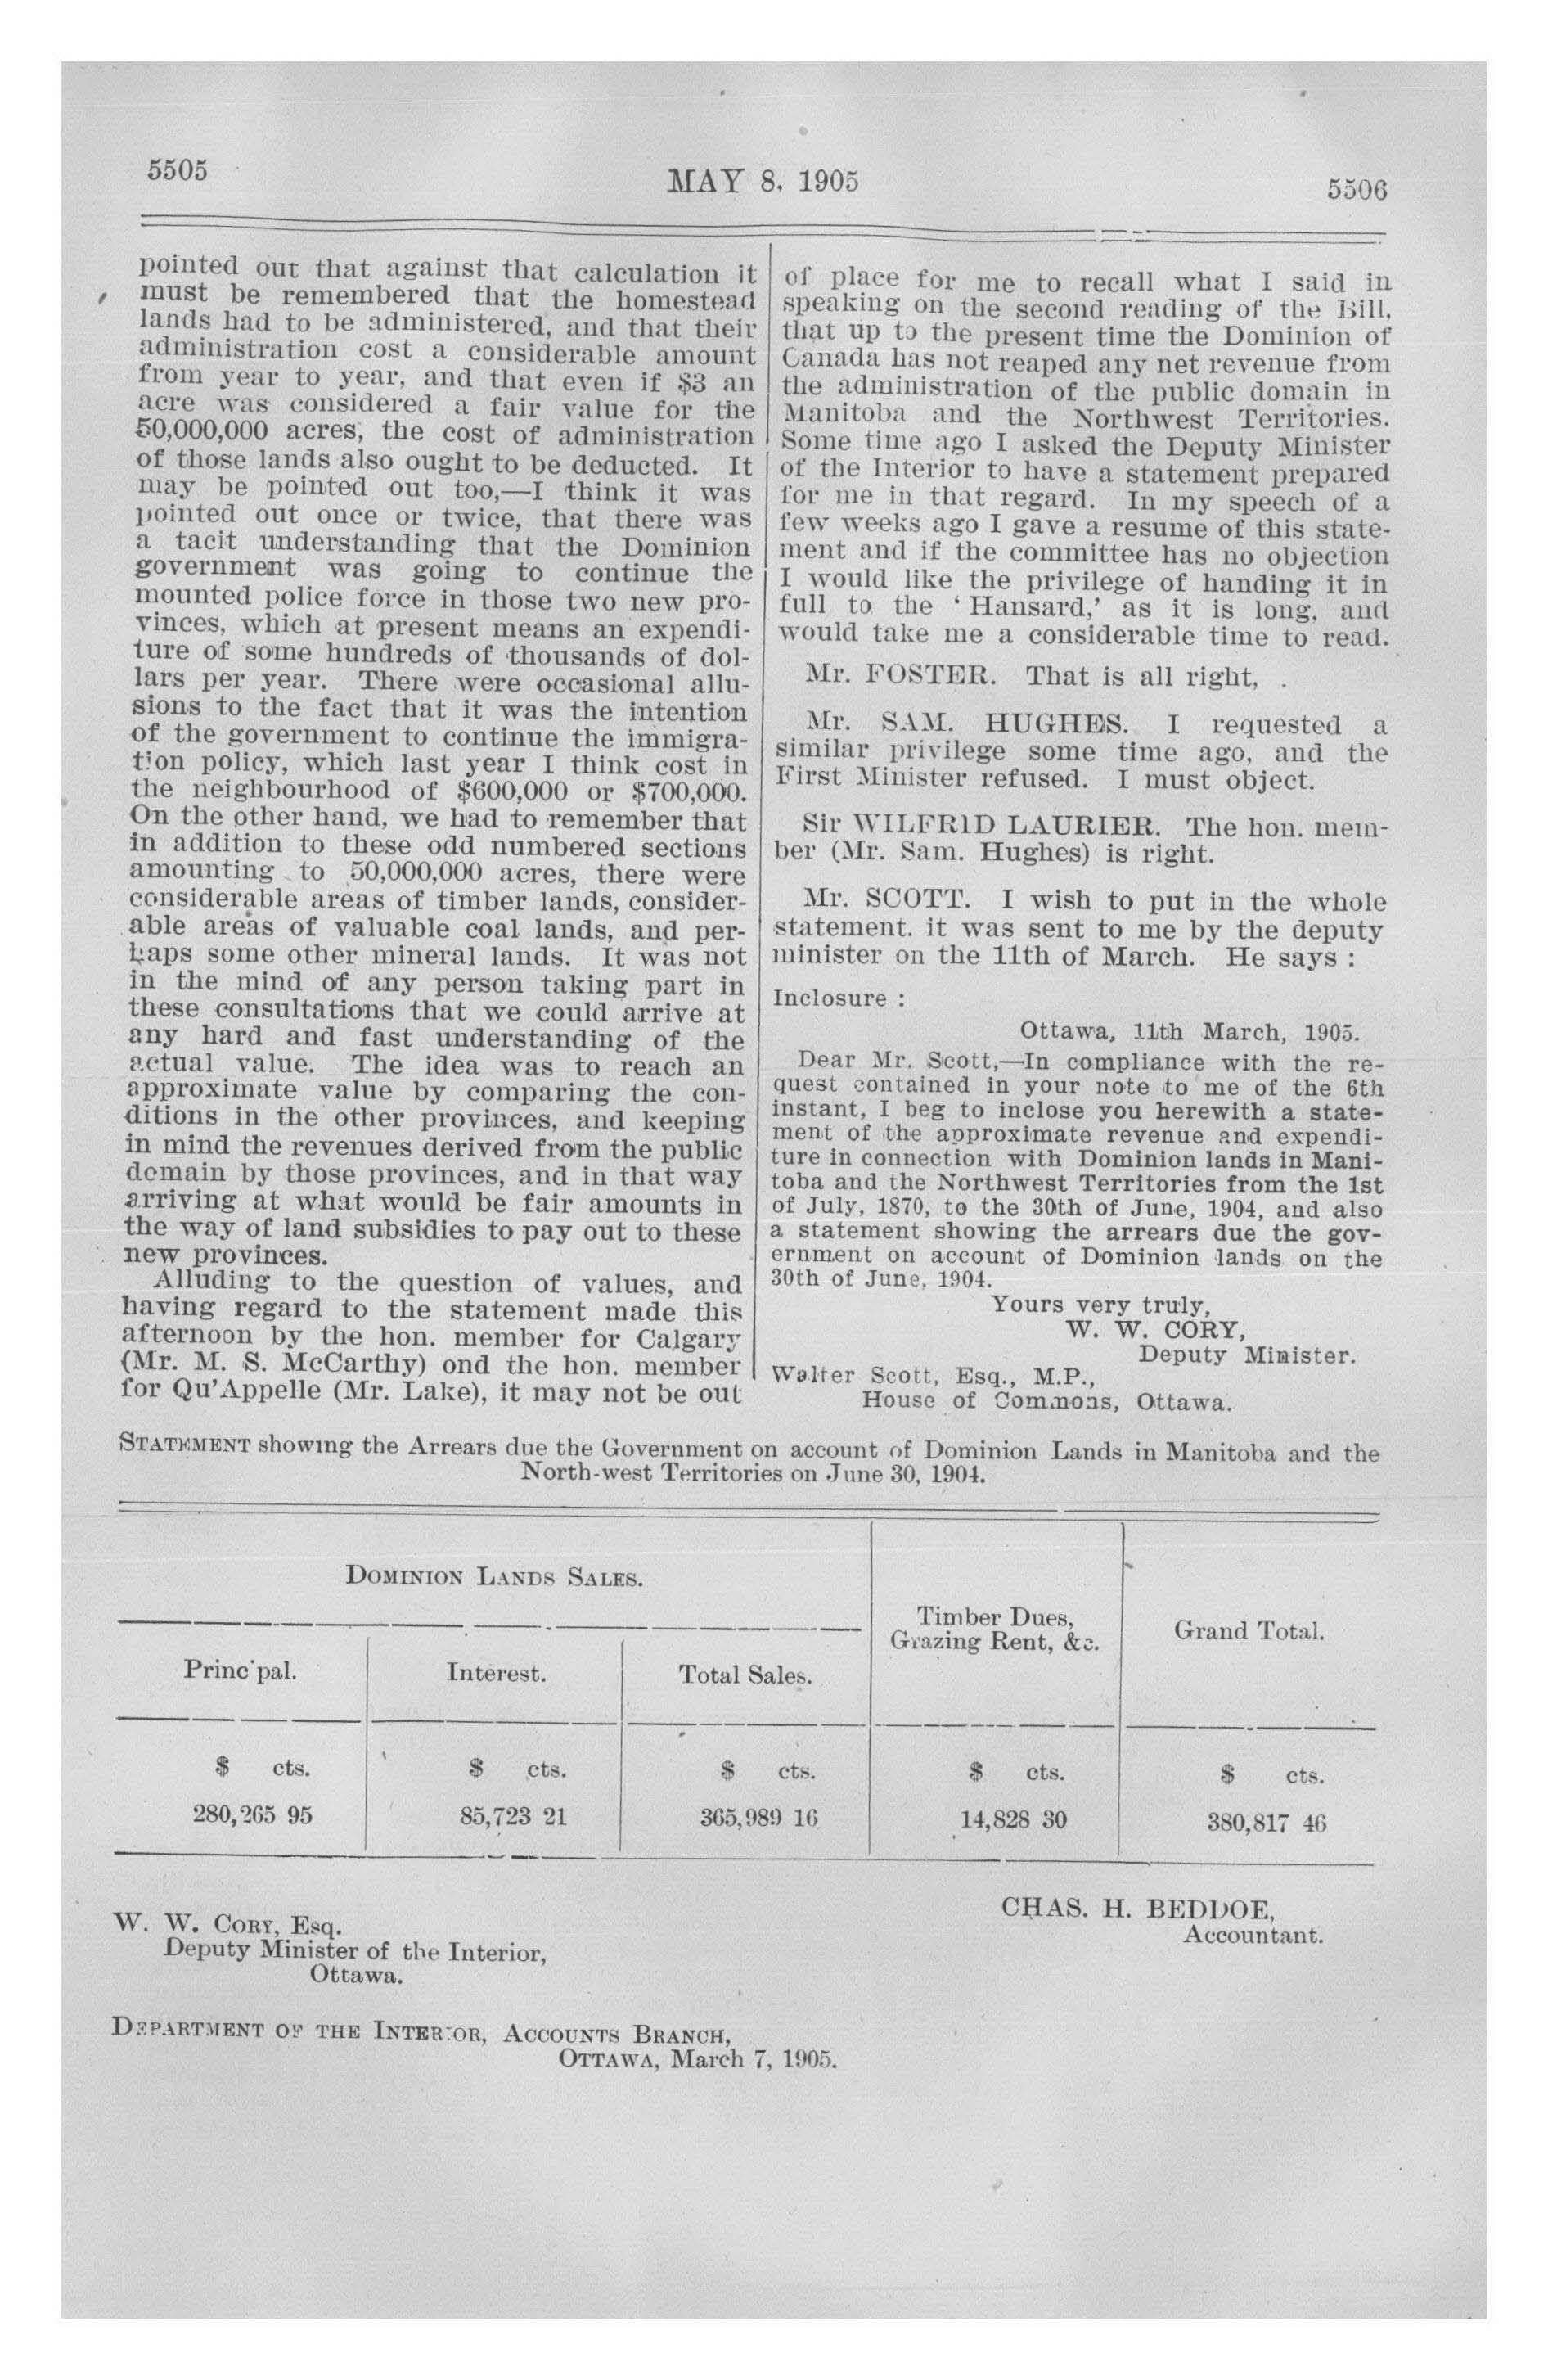 5505
MAY 8, 1905
5506
pointed out that against that calculation it
must be remembered that the homestead
lands had to be administered, and that their
administration cost a considerable amount
from year to year, and that even if $3 an
acre was considered a fair value for the
50,000,000 acres, the cost of administration
of those lands also ought to be deducted. It
may be pointed out too,—I think it was
pointed out once or twice, that there was
a tacit understanding that the Dominion
government was going to continue the
mounted police force in those two new pro-
vinces, which at present means an expendi-
ture of some hundreds of thousands of dol-
lars per year. There were occasional allu-
sions to the fact that it was the intention
of the government to continue the immigra-
tion policy, which last year I think cost in
the neighbourhood of $600,000 or $700,000.
On the other hand, we had to remember that
in addition to these odd numbered sections
amounting to 50,000,000 acres, there were
considerable areas of timber lands, consider-
able areas of valuable coal lands, and per-
haps some other mineral lands. It was not
in the mind of any person taking part in
these consultations that we could arrive at
any hard and fast understanding of the
actual value. The idea was to reach an
approximate value by comparing the con-
ditions in the other provinces, and keeping
in mind the revenues derived from the public
domain by those provinces, and in that way
arriving at what would be fair amounts in
the way of land subsidies to pay out to these
new provinces.
Alluding to the question of values, and
having regard to the statement made this
afternoon by the hon. member for Calgary
(Mr. M. S. McCarthy) ond the hon. member
for Qu'Appelle (Mr. Lake), it may not be out
of place for me to recall what I said in
speaking on the second reading of the Bill,
that up to the present time the Dominion of
Canada has not reaped any net revenue from
the administration of the public domain in
Manitoba and the Northwest Territories.
Some time ago I asked the Deputy Minister
of the Interior to have a statement prepared
for me in that regard. In my speech of a
few weeks ago I gave a resume of this state-
ment and if the committee has no objection
I would like the privilege of handing it in
full to the 'Hansard,' as it is long, and
would take me a considerable time to read.
Mr. FOSTER. That is all right, .
Mr. SAM. HUGHES. I requested a
similar privilege some time ago, and the
First Minister refused. I must object.
Sir WILFRID LAURIER. The hon. mem-
ber (Mr. Sam. Hughes) is right.
Mr. SCOTT. I wish to put in the whole
statement. it was sent to me by the deputy
minister on the 11th of March. He says :
Inclosure :
Ottawa, 11th March, 1905.
Dear Mr. Scott,—In compliance with the re-
quest contained in your note to me of the 6th
instant, I beg to inclose you herewith a state-
ment of the approximate revenue and expendi-
ture in connection with Dominion lands in Mani-
toba and the Northwest Territories from the 1st
of July, 1870, to the 30th of June, 1904, and also
a statement showing the arrears due the gov-
ernment on account of Dominion lands on the
30th of June, 1904.
Yours very truly,
W. W. CORY,
Deputy Minister.
Walter Scott, Esq., M.P.,
House of Commons, Ottawa.
STATEMENT showing the Arrears due the Government on account of Dominion Lands in Manitoba and the
North-west Territories on June 30, 1904.
DOMINION LANDS SALES.
Timber Dues,
Grazing Rent, &c.
Grand Total.
Principal.
Interest.
Total Sales.
$ cts.
$ cts.
$ cts.
$ cts.
$ cts.
280,265 95
85,723 21
365,989 16
14,828 30
380,817 46
CHAS. H. BEDDOE,
Accountant.
W. W. CORY, Esq.
Deputy Minister of the Interior,
Ottawa.
DEPARTMENT OF THE INTERIOR, ACCOUNTS BRANCH,
OTTAWA, March 7, 1905.